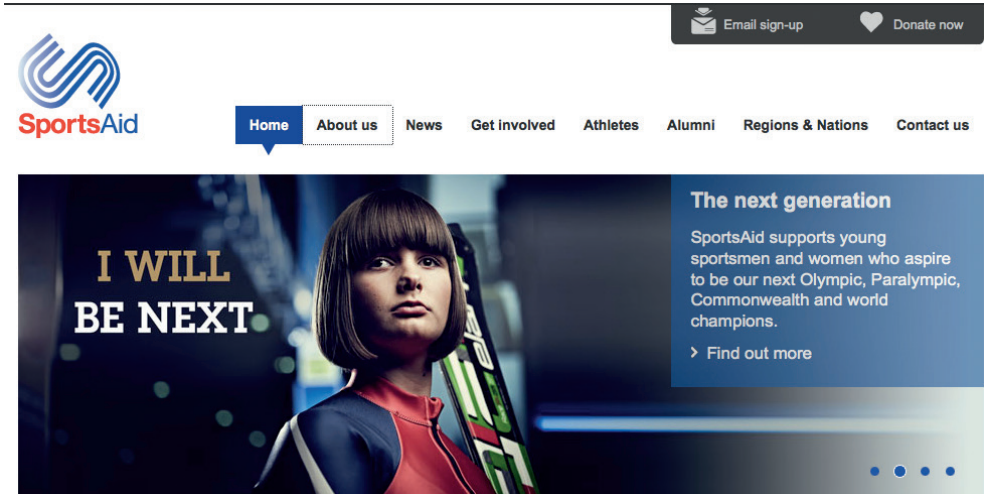 Email sign-up
Donate now
SportsAid
Home
About us
News
Get involved
Athletes
Alumni
Regions & Nations
Contact us
I WILL
BE NEXT
The next generation
SportsAid supports young
sportsmen and women who aspire
to be our next Olympic, Paralympic,
Commonwealth and world
champions.
> Find out more